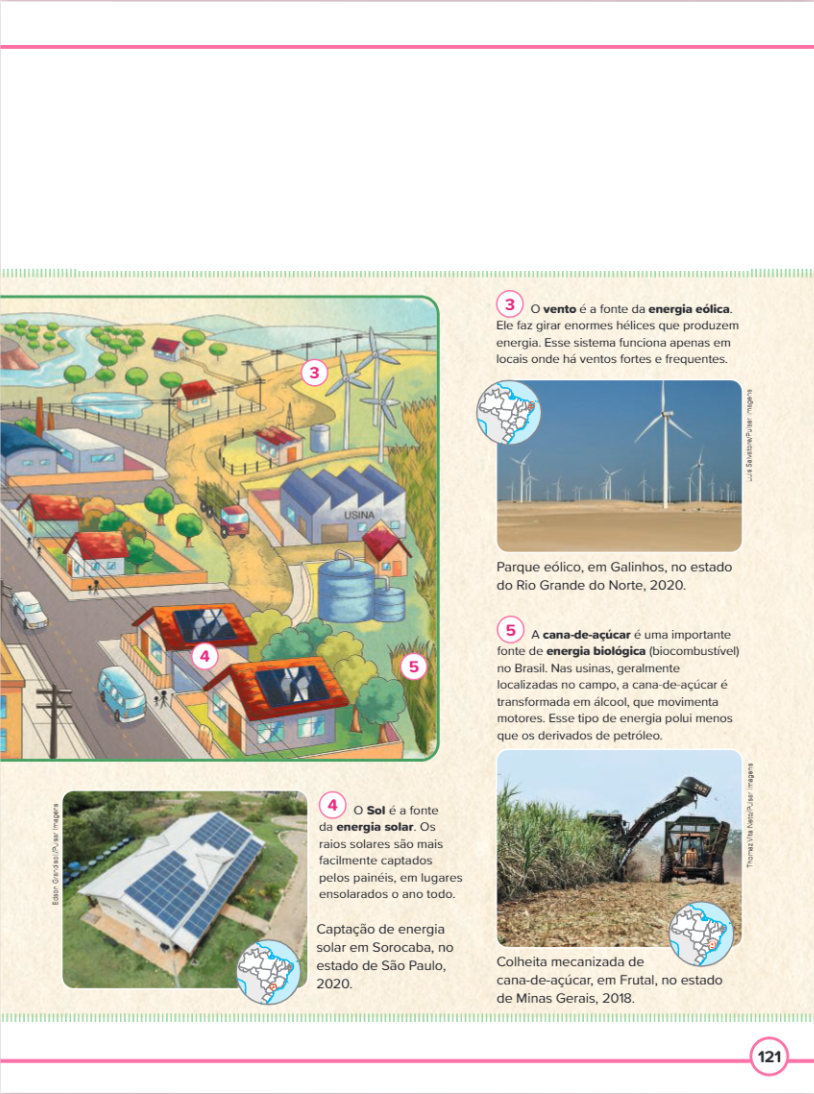 3
4
5
USINA
3 O vento é a fonte da energia eólica.
Ele faz girar enormes hélices que produzem
energia. Esse sistema funciona apenas em
locais onde há ventos fortes e frequentes.
Luis Salvatore/Pulsar Imagens
Parque eólico, em Galinhos, no estado
do Rio Grande do Norte, 2020.
5 A cana-de-açúcar é uma importante
fonte de energia biológica (biocombustível)
no Brasil. Nas usinas, geralmente
localizadas no campo, a cana-de-açúcar é
transformada em álcool, que movimenta
motores. Esse tipo de energia polui menos
que os derivados de petróleo.
Thomaz Vita Neto/Pulsar Imagens
Colheita mecanizada de
cana-de-açúcar, em Frutal, no estado
de Minas Gerais, 2018.
Edson Grandisoli/Pulsar Imagens
4 O Sol é a fonte
da energia solar. Os
raios solares são mais
facilmente captados
pelos painéis, em lugares
ensolarados o ano todo.
Captação de energia
solar em Sorocaba, no
estado de São Paulo,
2020.
121